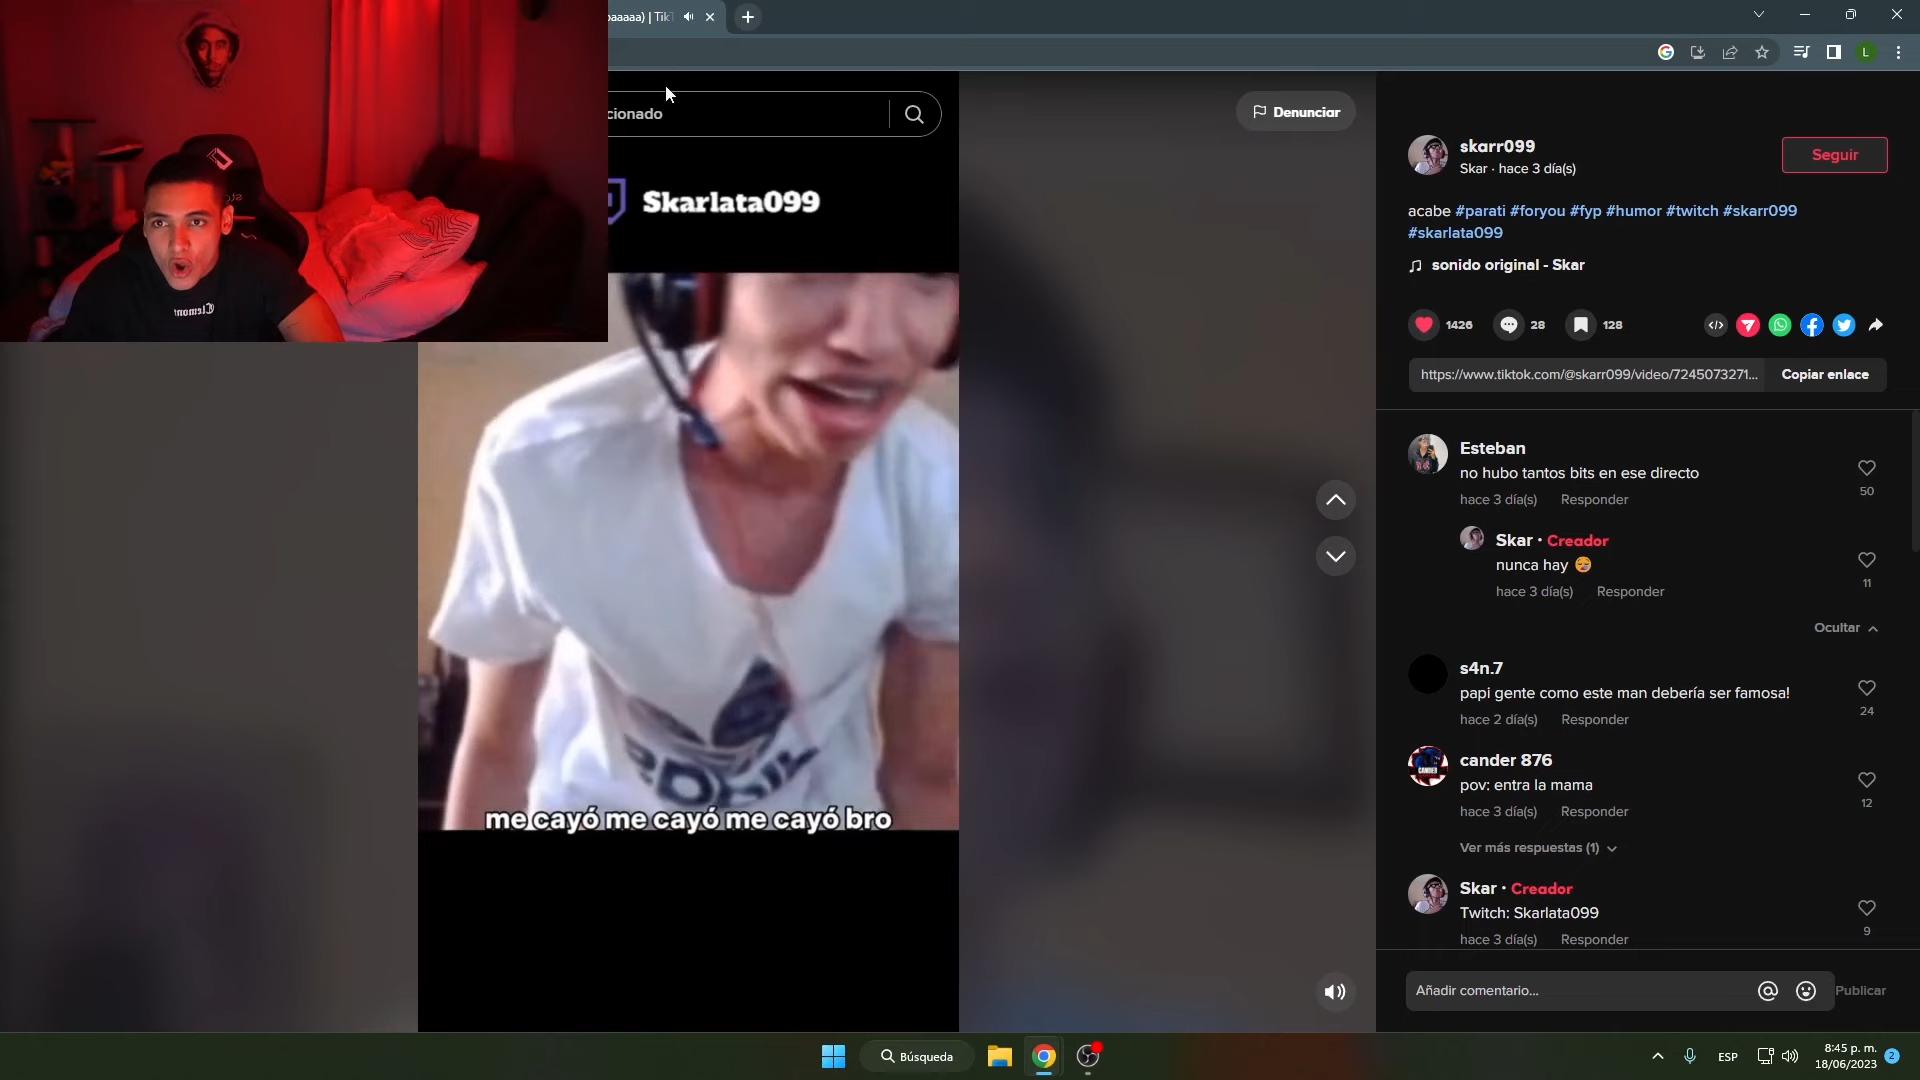 aaaaa) | Tik
cionado
Denunciar
Skarlata099
me cayó me cayó me cayó bro
skarr099
Skar · hace 3 día(s)
Seguir
acabe #parati #foryou #fyp #humor #twitch #skarr099
#skarlata099
sonido original - Skar
1426
28
128
https://www.tiktok.com/@skarr099/video/7245073271...
Copiar enlace
Esteban
no hubo tantos bits en ese directo
hace 3 día(s) Responder
50
Skar · Creador
nunca hay 😪
hace 3 día(s) Responder
11
Ocultar
s4n.7
papi gente como este man debería ser famosa!
hace 2 día(s) Responder
24
cander 876
pov: entra la mama
hace 3 día(s) Responder
12
Ver más respuestas (1)
Skar · Creador
Twitch: Skarlata099
hace 3 día(s) Responder
9
Añadir comentario...
Publicar
L
Búsqueda
ESP
8:45 p. m.
18/06/2023
2